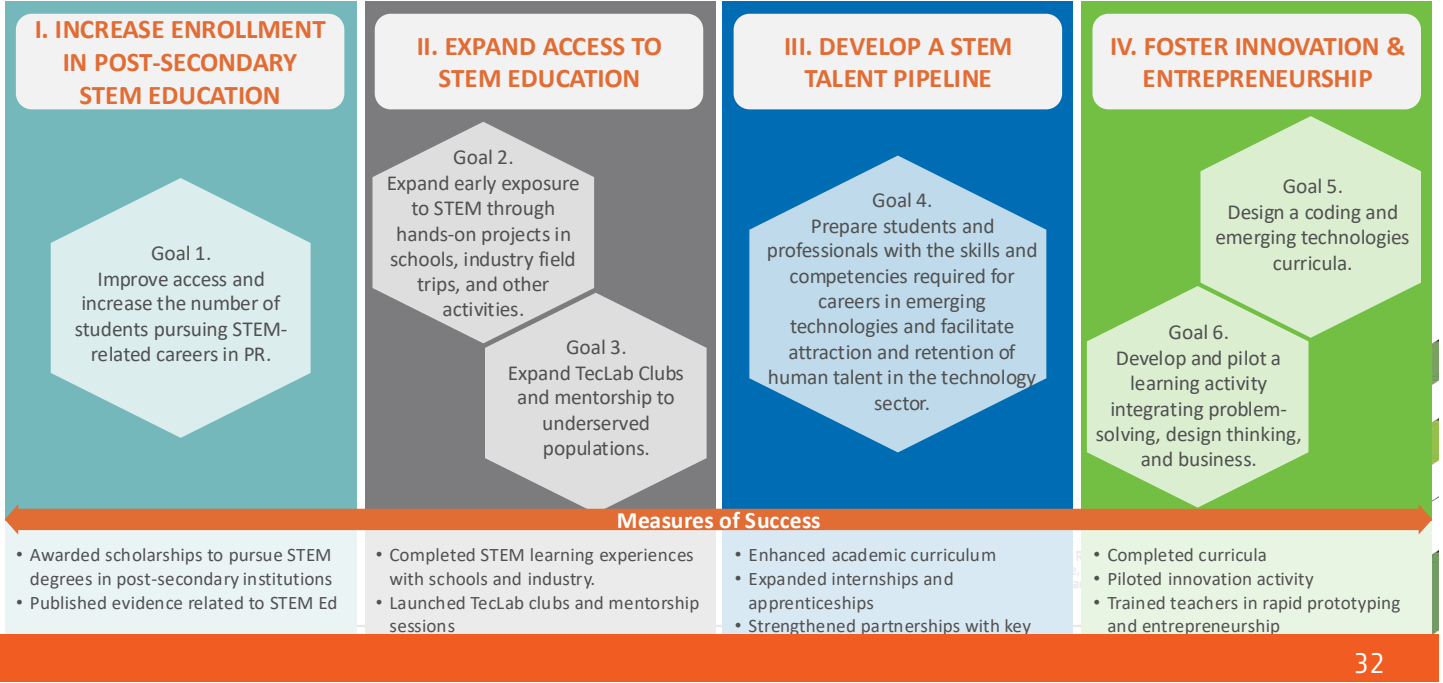 I. INCREASE ENROLLMENT
IN POST-SECONDARY
STEM EDUCATION
Goal 1.
Improve access and
increase the number of
students pursuing STEM-
related careers in PR.
II. EXPAND ACCESS TO
STEM EDUCATION
Goal 2.
Expand early exposure
to STEM through
hands-on projects in
schools, industry field
trips, and other
activities.
Goal 3.
Expand TecLab Clubs
and mentorship to
underserved
populations.
III. DEVELOP A STEM
TALENT PIPELINE
Goal 4.
Prepare students and
professionals with the skills and
competencies required for
careers in emerging
technologies and facilitate
attraction and retention of
human talent in the technology
sector.
IV. FOSTER INNOVATION &
ENTREPRENEURSHIP
Goal 5.
Design a coding and
emerging technologies
curricula.
Goal 6.
Develop and pilot a
learning activity
integrating problem-
solving, design thinking,
and business.
Measures of Success
• Awarded scholarships to pursue STEM
degrees in post-secondary institutions
• Published evidence related to STEM Ed
• Completed STEM learning experiences
with schools and industry.
• Launched TecLab clubs and mentorship
sessions
• Enhanced academic curriculum
• Expanded internships and
apprenticeships
• Strengthened partnerships with key
• Completed curricula
• Piloted innovation activity
• Trained teachers in rapid prototyping
and entrepreneurship
32